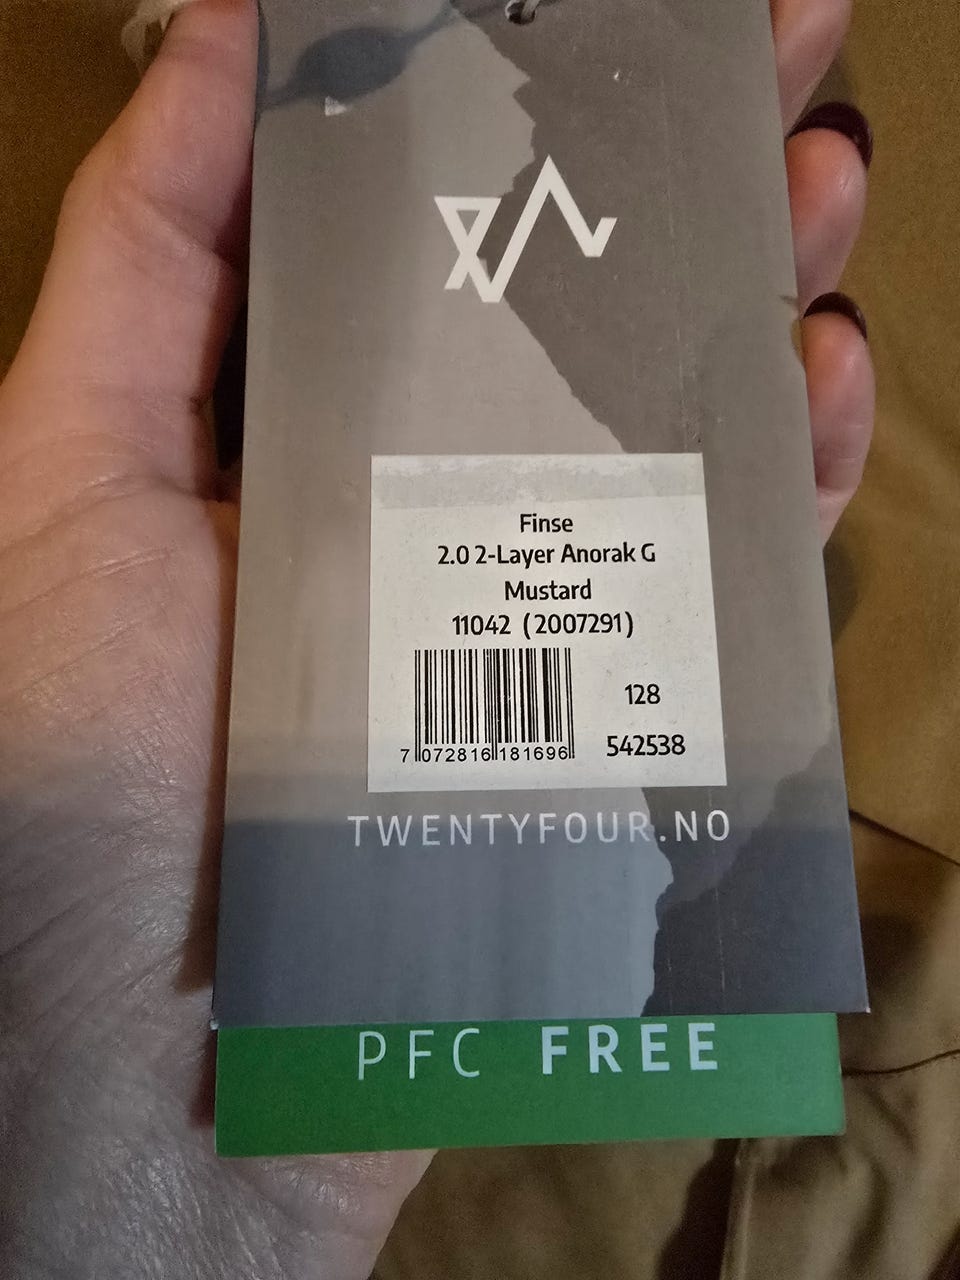 Finse
2.0 2-Layer Anorak G
Mustard
11042 (2007291)
128
7 072816 181696
542538
TWENTYFOUR.NO
PFC FREE